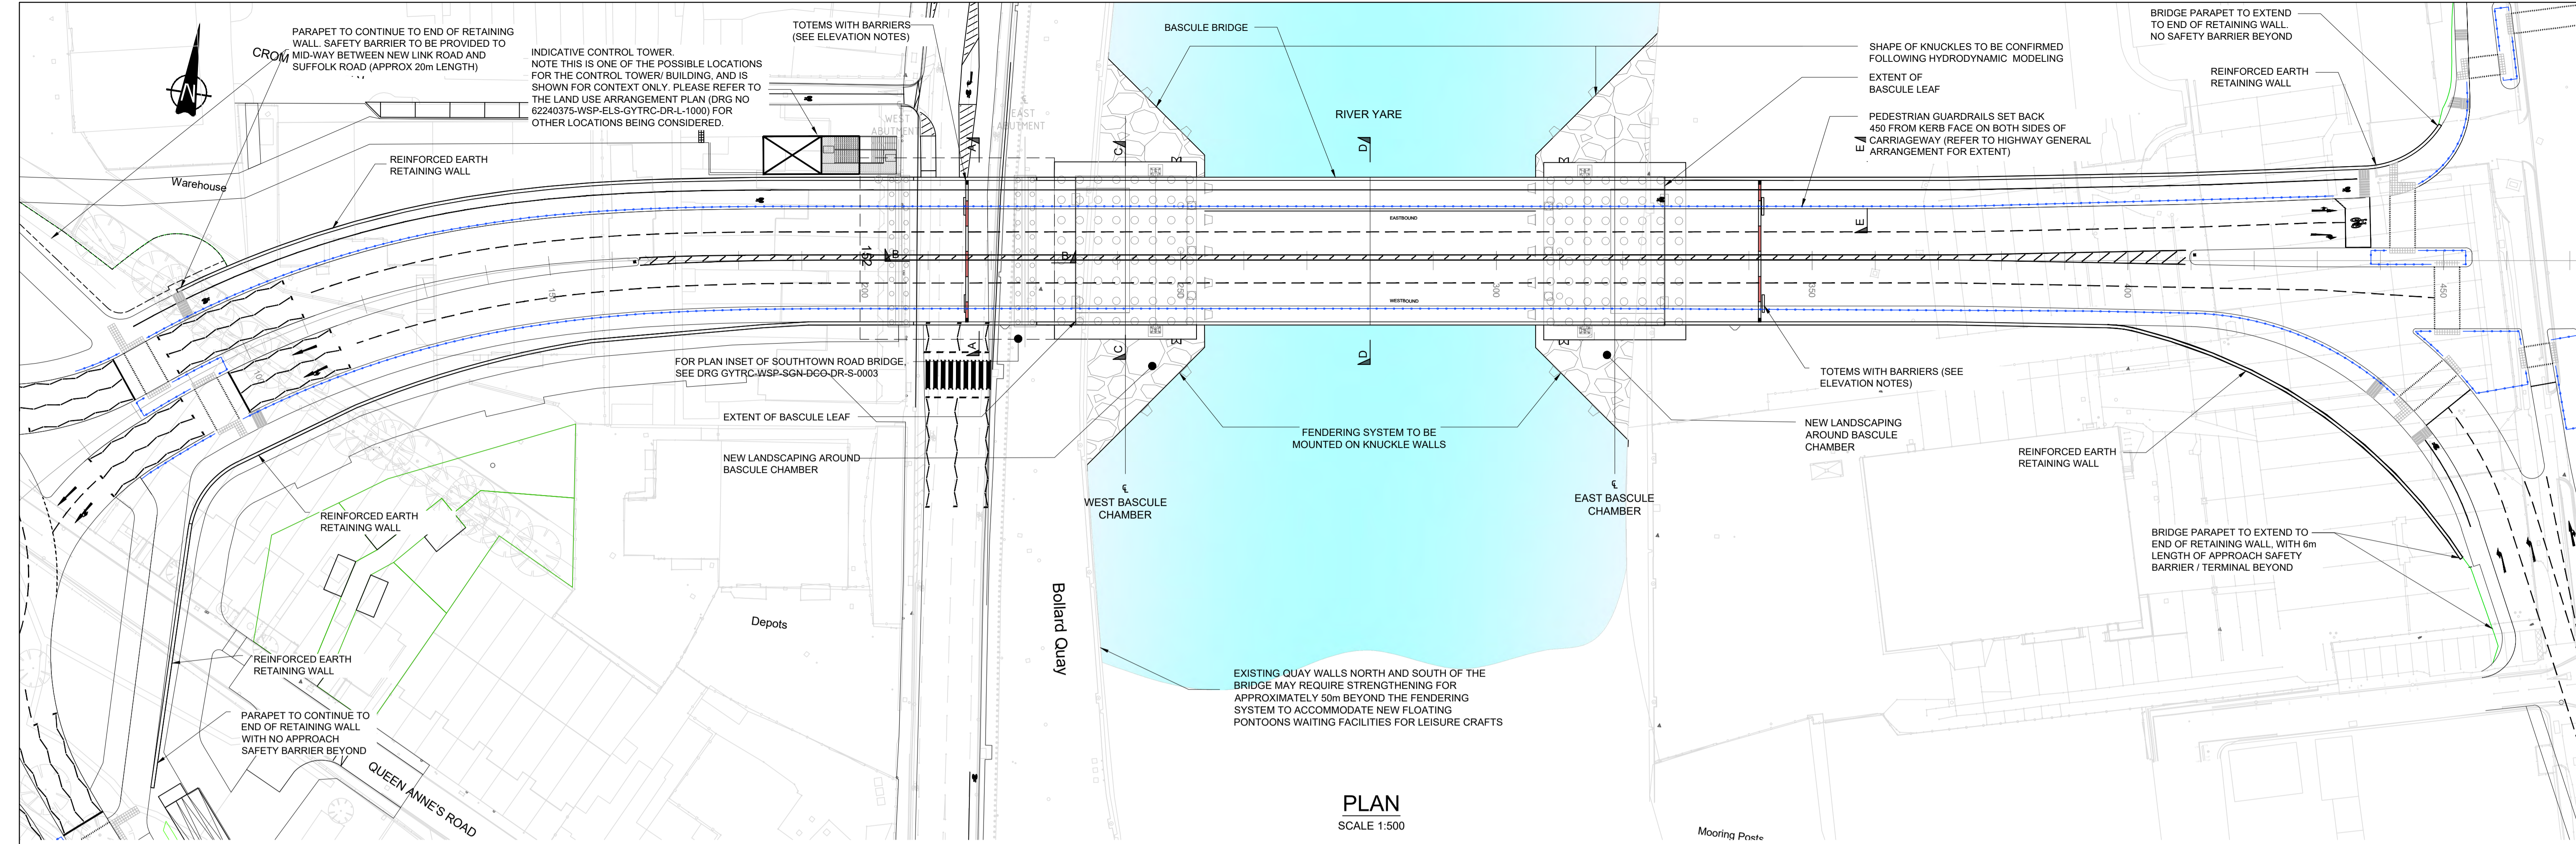 PARAPET TO CONTINUE TO END OF RETAINING
WALL. SAFETY BARRIER TO BE PROVIDED TO
MID-WAY BETWEEN NEW LINK ROAD AND
SUFFOLK ROAD (APPROX 20m LENGTH)
CROM
N
INDICATIVE CONTROL TOWER.
NOTE THIS IS ONE OF THE POSSIBLE LOCATIONS
FOR THE CONTROL TOWER/ BUILDING, AND IS
SHOWN FOR CONTEXT ONLY. PLEASE REFER TO
THE LAND USE ARRANGEMENT PLAN (DRG NO
62240375-WSP-ELS-GYTRC-DR-L-1000) FOR
OTHER LOCATIONS BEING CONSIDERED.
TOTEMS WITH BARRIERS
(SEE ELEVATION NOTES)
BASCULE BRIDGE
RIVER YARE
SHAPE OF KNUCKLES TO BE CONFIRMED
FOLLOWING HYDRODYNAMIC MODELING
EXTENT OF
BASCULE LEAF
PEDESTRIAN GUARDRAILS SET BACK
450 FROM KERB FACE ON BOTH SIDES OF
CARRIAGEWAY (REFER TO HIGHWAY GENERAL
ARRANGEMENT FOR EXTENT)
BRIDGE PARAPET TO EXTEND
TO END OF RETAINING WALL.
NO SAFETY BARRIER BEYOND
REINFORCED EARTH
RETAINING WALL
REINFORCED EARTH
RETAINING WALL
Warehouse
WEST
ABUTMENT
EAST
ABUTMENT
A
C
D
E
E
B
B
152
EASTBOUND
WESTBOUND
100
150
200
250
300
350
400
450
A
C
D
FOR PLAN INSET OF SOUTHTOWN ROAD BRIDGE,
SEE DRG GYTRC-WSP-SGN-DCO-DR-S-0003
EXTENT OF BASCULE LEAF
NEW LANDSCAPING AROUND
BASCULE CHAMBER
FENDERING SYSTEM TO BE
MOUNTED ON KNUCKLE WALLS
TOTEMS WITH BARRIERS (SEE
ELEVATION NOTES)
NEW LANDSCAPING
AROUND BASCULE
CHAMBER
REINFORCED EARTH
RETAINING WALL
WEST BASCULE
CHAMBER
EAST BASCULE
CHAMBER
REINFORCED EARTH
RETAINING WALL
BRIDGE PARAPET TO EXTEND TO
END OF RETAINING WALL, WITH 6m
LENGTH OF APPROACH SAFETY
BARRIER / TERMINAL BEYOND
Depots
Bollard Quay
REINFORCED EARTH
RETAINING WALL
EXISTING QUAY WALLS NORTH AND SOUTH OF THE
BRIDGE MAY REQUIRE STRENGTHENING FOR
APPROXIMATELY 50m BEYOND THE FENDERING
SYSTEM TO ACCOMMODATE NEW FLOATING
PONTOONS WAITING FACILITIES FOR LEISURE CRAFTS
PARAPET TO CONTINUE TO
END OF RETAINING WALL
WITH NO APPROACH
SAFETY BARRIER BEYOND
QUEEN ANNE'S ROAD
PLAN
SCALE 1:500
Mooring Posts